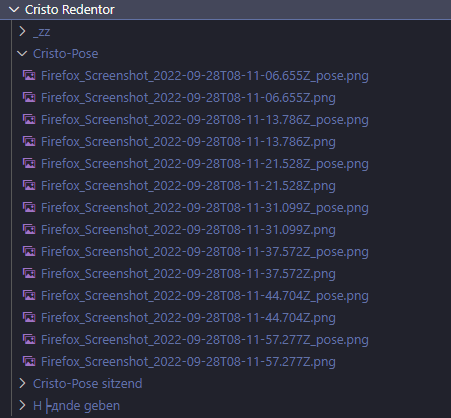 Cristo Redentor
_zz
Cristo-Pose
Firefox_Screenshot_2022-09-28T08-11-06.655Z_pose.png
Firefox_Screenshot_2022-09-28T08-11-06.655Z.png
Firefox_Screenshot_2022-09-28T08-11-13.786Z_pose.png
Firefox_Screenshot_2022-09-28T08-11-13.786Z.png
Firefox_Screenshot_2022-09-28T08-11-21.528Z_pose.png
Firefox_Screenshot_2022-09-28T08-11-21.528Z.png
Firefox_Screenshot_2022-09-28T08-11-31.099Z_pose.png
Firefox_Screenshot_2022-09-28T08-11-31.099Z.png
Firefox_Screenshot_2022-09-28T08-11-37.572Z_pose.png
Firefox_Screenshot_2022-09-28T08-11-37.572Z.png
Firefox_Screenshot_2022-09-28T08-11-44.704Z_pose.png
Firefox_Screenshot_2022-09-28T08-11-44.704Z.png
Firefox_Screenshot_2022-09-28T08-11-57.277Z_pose.png
Firefox_Screenshot_2022-09-28T08-11-57.277Z.png
Cristo-Pose sitzend
H├дnde geben